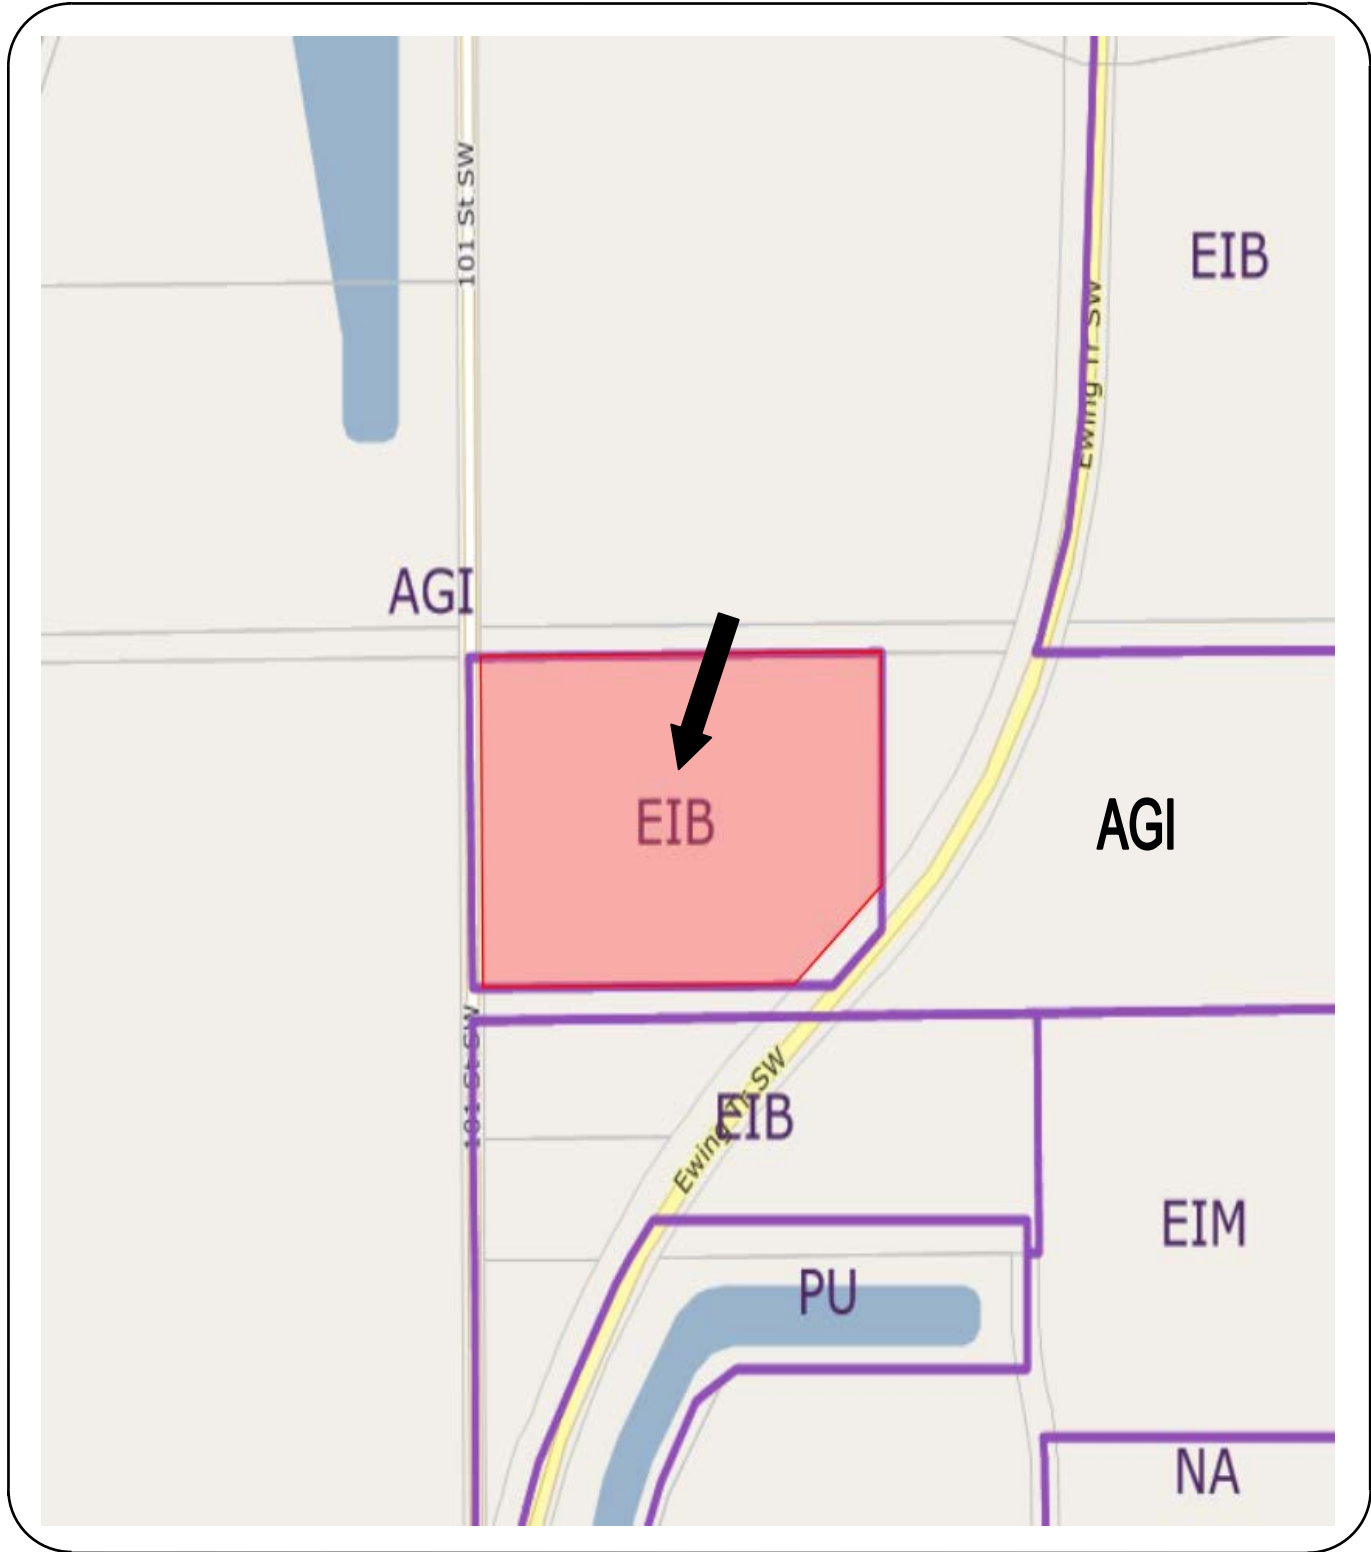 101 St SW
EIB
Ewing Tr SW
AGI
EIB
AGI
101 St SW
Ewing Tr SW
EIB
EIM
PU
NA